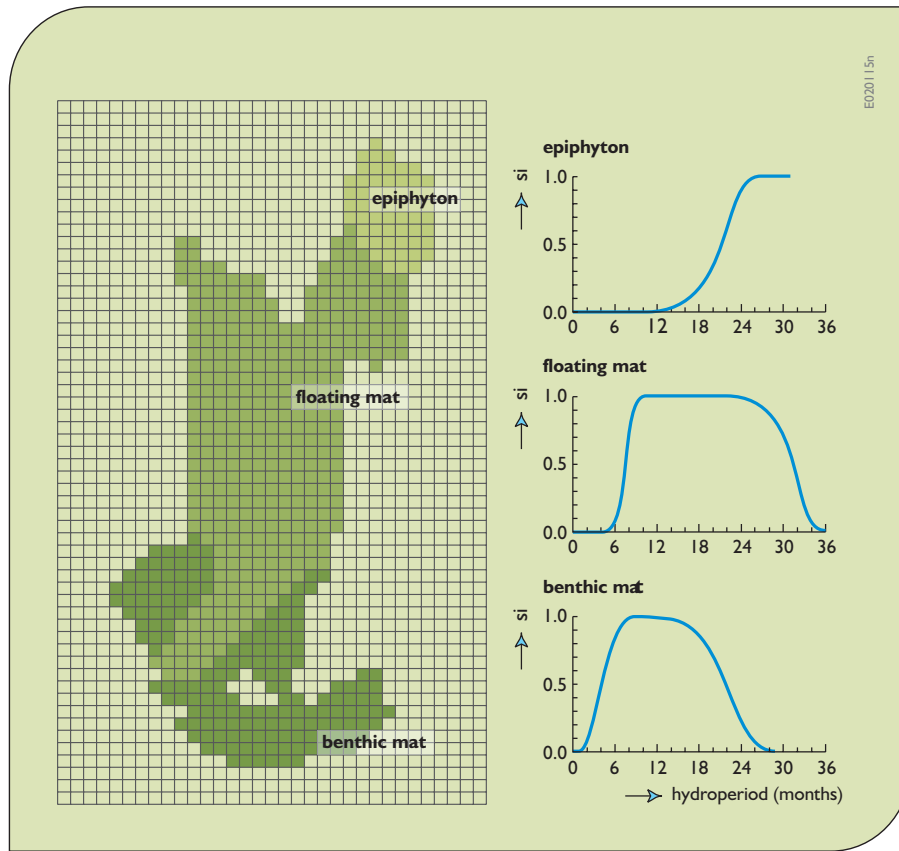 E020115n
epiphyton
floating mat
benthic mat
epiphyton
si
1.0
0.5
0.0
0 6 12 18 24 30 36
floating mat
si
1.0
0.5
0.0
0 6 12 18 24 30 36
benthic mat
si
1.0
0.5
0.0
0 6 12 18 24 30 36
hydroperiod (months)